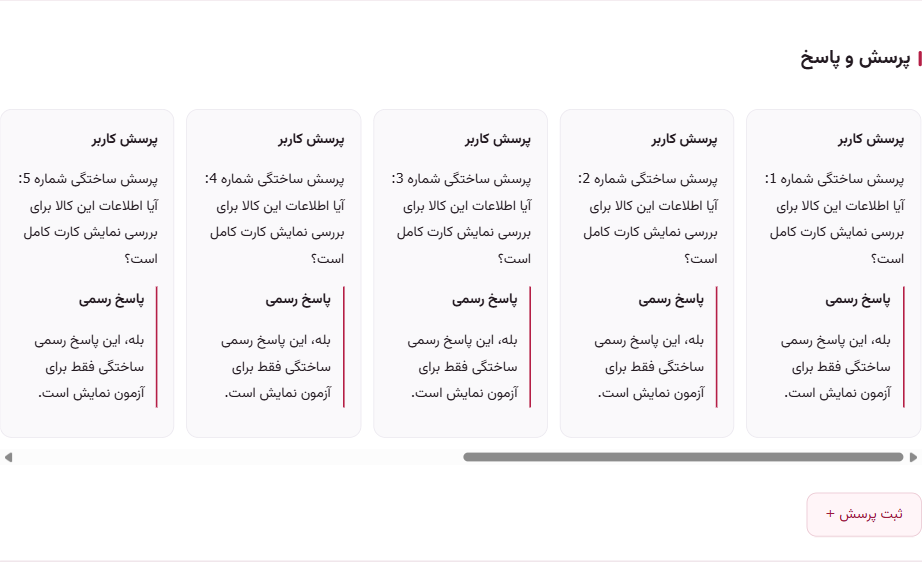 پرسش و پاسخ
پرسش کاربر
پرسش ساختگی شماره 1:
آیا اطلاعات این کالا برای
بررسی نمایش کارت کامل
است؟
پاسخ رسمی
بله، این پاسخ رسمی
ساختگی فقط برای
آزمون نمایش است.
پرسش کاربر
پرسش ساختگی شماره 2:
آیا اطلاعات این کالا برای
بررسی نمایش کارت کامل
است؟
پاسخ رسمی
بله، این پاسخ رسمی
ساختگی فقط برای
آزمون نمایش است.
پرسش کاربر
پرسش ساختگی شماره 3:
آیا اطلاعات این کالا برای
بررسی نمایش کارت کامل
است؟
پاسخ رسمی
بله، این پاسخ رسمی
ساختگی فقط برای
آزمون نمایش است.
پرسش کاربر
پرسش ساختگی شماره 4:
آیا اطلاعات این کالا برای
بررسی نمایش کارت کامل
است؟
پاسخ رسمی
بله، این پاسخ رسمی
ساختگی فقط برای
آزمون نمایش است.
پرسش کاربر
پرسش ساختگی شماره 5:
آیا اطلاعات این کالا برای
بررسی نمایش کارت کامل
است؟
پاسخ رسمی
بله، این پاسخ رسمی
ساختگی فقط برای
آزمون نمایش است.
ثبت پرسش +